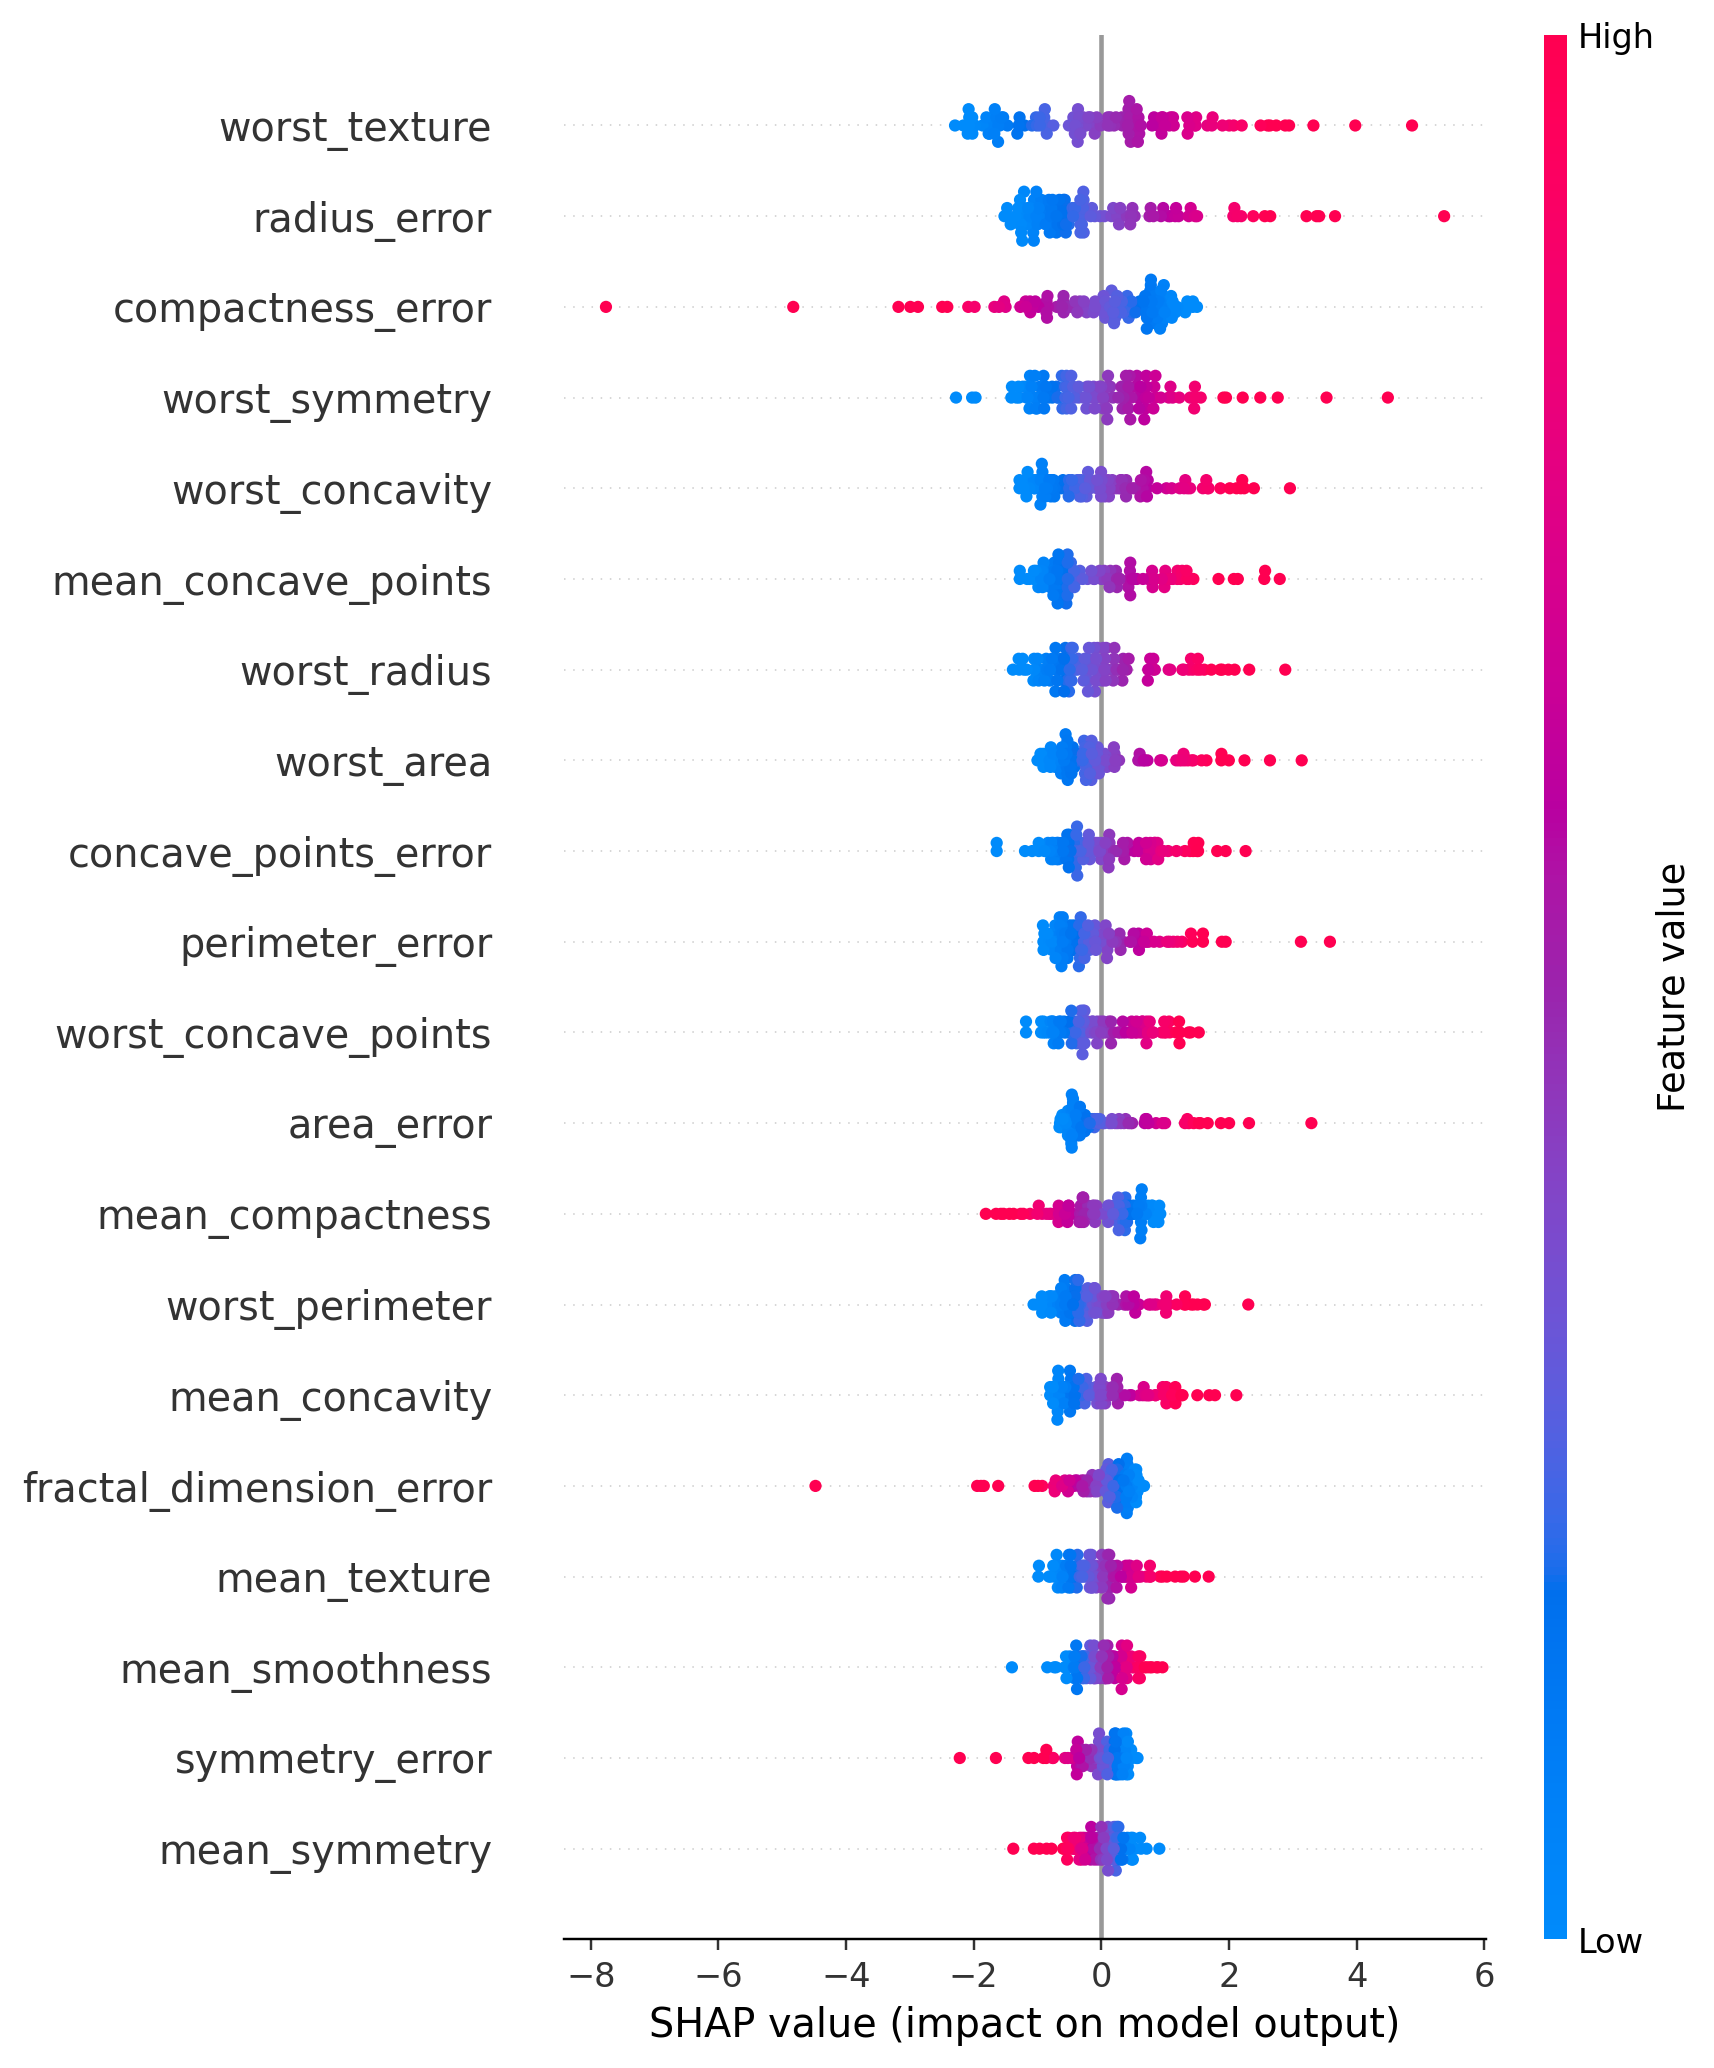 High
worst_texture
radius_error
compactness_error
worst_symmetry
worst_concavity
mean_concave_points
worst_radius
worst_area
concave_points_error
perimeter_error
worst_concave_points
area_error
mean_compactness
worst_perimeter
mean_concavity
fractal_dimension_error
mean_texture
mean_smoothness
symmetry_error
mean_symmetry
Feature value
Low
−8 −6 −4 −2 0 2 4 6
SHAP value (impact on model output)